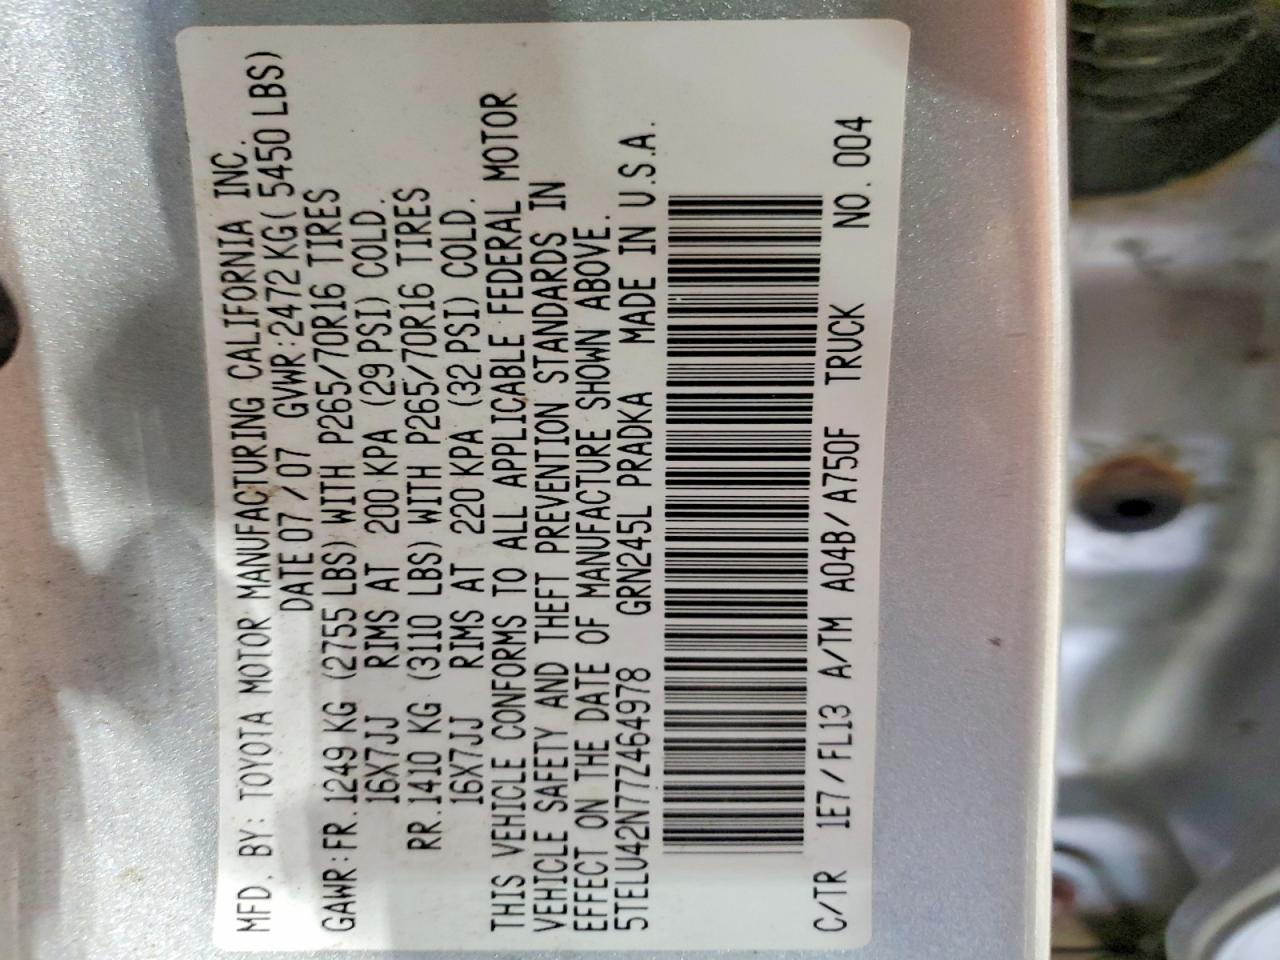 MFD. BY: TOYOTA MOTOR MANUFACTURING CALIFORNIA INC.
DATE 07 / 07 GVWR:2472 KG( 5450 LBS)
GAWR:FR.1249 KG (2755 LBS) WITH P265/70R16 TIRES
16X7JJ RIMS AT 200 KPA (29 PSI) COLD.
RR.1410 KG (3110 LBS) WITH P265/70R16 TIRES
16X7JJ RIMS AT 220 KPA (32 PSI) COLD.
THIS VEHICLE CONFORMS TO ALL APPLICABLE FEDERAL MOTOR
VEHICLE SAFETY AND THEFT PREVENTION STANDARDS IN
EFFECT ON THE DATE OF MANUFACTURE SHOWN ABOVE.
5TELU42N77Z464978 GRN245L PRADKA MADE IN U.S.A.
C/TR 1E7/FL13 A/TM A04B/A750F TRUCK NO. 004